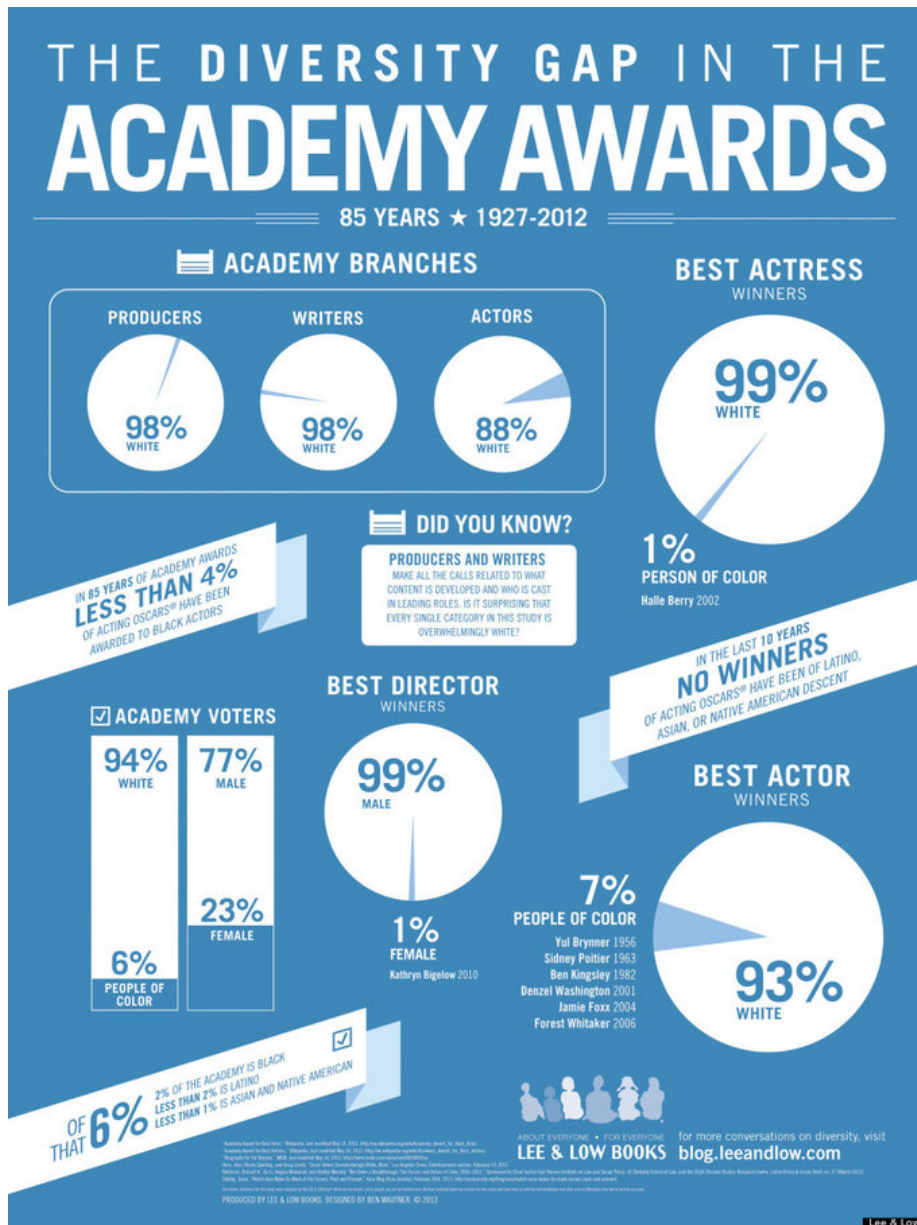 THE DIVERSITY GAP IN THE
ACADEMY AWARDS
85 YEARS ★ 1927-2012
ACADEMY BRANCHES
PRODUCERS
98%
WHITE
WRITERS
98%
WHITE
ACTORS
88%
WHITE
BEST ACTRESS
WINNERS
99%
WHITE
1%
PERSON OF COLOR
Halle Berry 2002
DID YOU KNOW?
PRODUCERS AND WRITERS
MAKE ALL THE CALLS RELATED TO WHAT
CONTENT IS DEVELOPED AND WHO IS CAST
IN LEADING ROLES. IS IT SURPRISING THAT
EVERY SINGLE CATEGORY IN THIS STUDY IS
OVERWHELMINGLY WHITE?
IN 85 YEARS OF ACADEMY AWARDS
LESS THAN 4%
OF ACTING OSCARS® HAVE BEEN
AWARDED TO BLACK ACTORS
IN THE LAST 10 YEARS
NO WINNERS
OF ACTING OSCARS® HAVE BEEN OF LATINO,
ASIAN, OR NATIVE AMERICAN DESCENT
ACADEMY VOTERS
94%
WHITE
6%
PEOPLE OF
COLOR
77%
MALE
23%
FEMALE
BEST DIRECTOR
WINNERS
99%
MALE
1%
FEMALE
Kathryn Bigelow 2010
BEST ACTOR
WINNERS
7%
PEOPLE OF COLOR
Yul Brynner 1956
Sidney Poitier 1963
Ben Kingsley 1982
Denzel Washington 2001
Jamie Foxx 2004
Forest Whitaker 2006
93%
WHITE
OF THAT 6%
2% OF THE ACADEMY IS BLACK
LESS THAN 2% IS LATINO
LESS THAN 1% IS ASIAN AND NATIVE AMERICAN
ABOUT EVERYONE • FOR EVERYONE
LEE & LOW BOOKS
for more conversations on diversity, visit
blog.leeandlow.com
PRODUCED BY LEE & LOW BOOKS. DESIGNED BY BEN MAUTNER. © 2013
Lee & Low